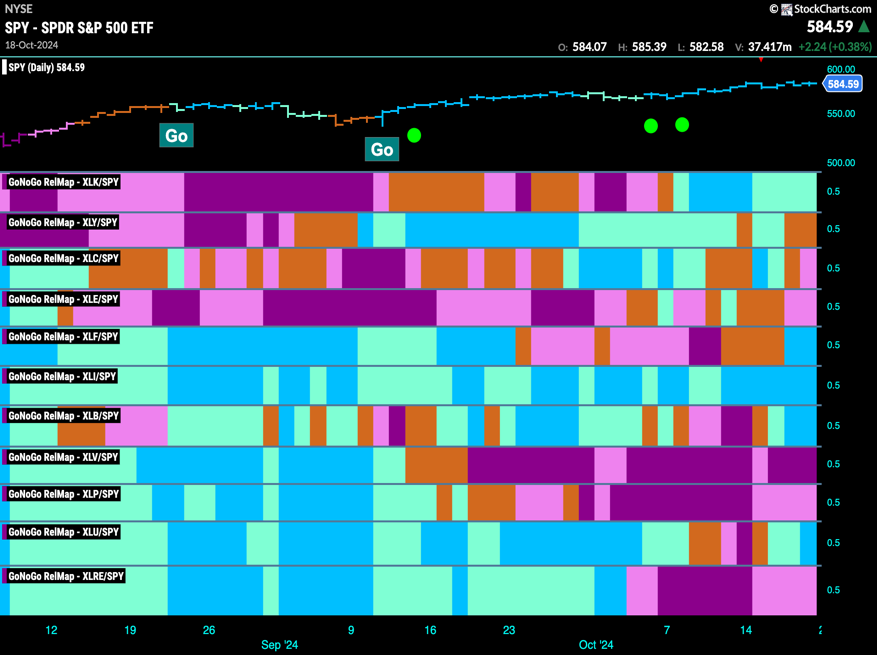 NYSE
© StockCharts.com
SPY - SPDR S&P 500 ETF
584.59
18-Oct-2024
O: 584.07 H: 585.39 L: 582.58 V: 37.417m +2.24 (+0.38%)
SPY (Daily) 584.59
600.00
584.59
550.00
500.00
Go
Go
GoNoGo RelMap - XLK/SPY
0.5
GoNoGo RelMap - XLY/SPY
0.5
GoNoGo RelMap - XLC/SPY
0.5
GoNoGo RelMap - XLE/SPY
0.5
GoNoGo RelMap - XLF/SPY
0.5
GoNoGo RelMap - XLI/SPY
0.5
GoNoGo RelMap - XLB/SPY
0.5
GoNoGo RelMap - XLV/SPY
0.5
GoNoGo RelMap - XLP/SPY
0.5
GoNoGo RelMap - XLU/SPY
0.5
GoNoGo RelMap - XLRE/SPY
0.5
12 19 26 9 16 23 7 14
Sep '24 Oct '24